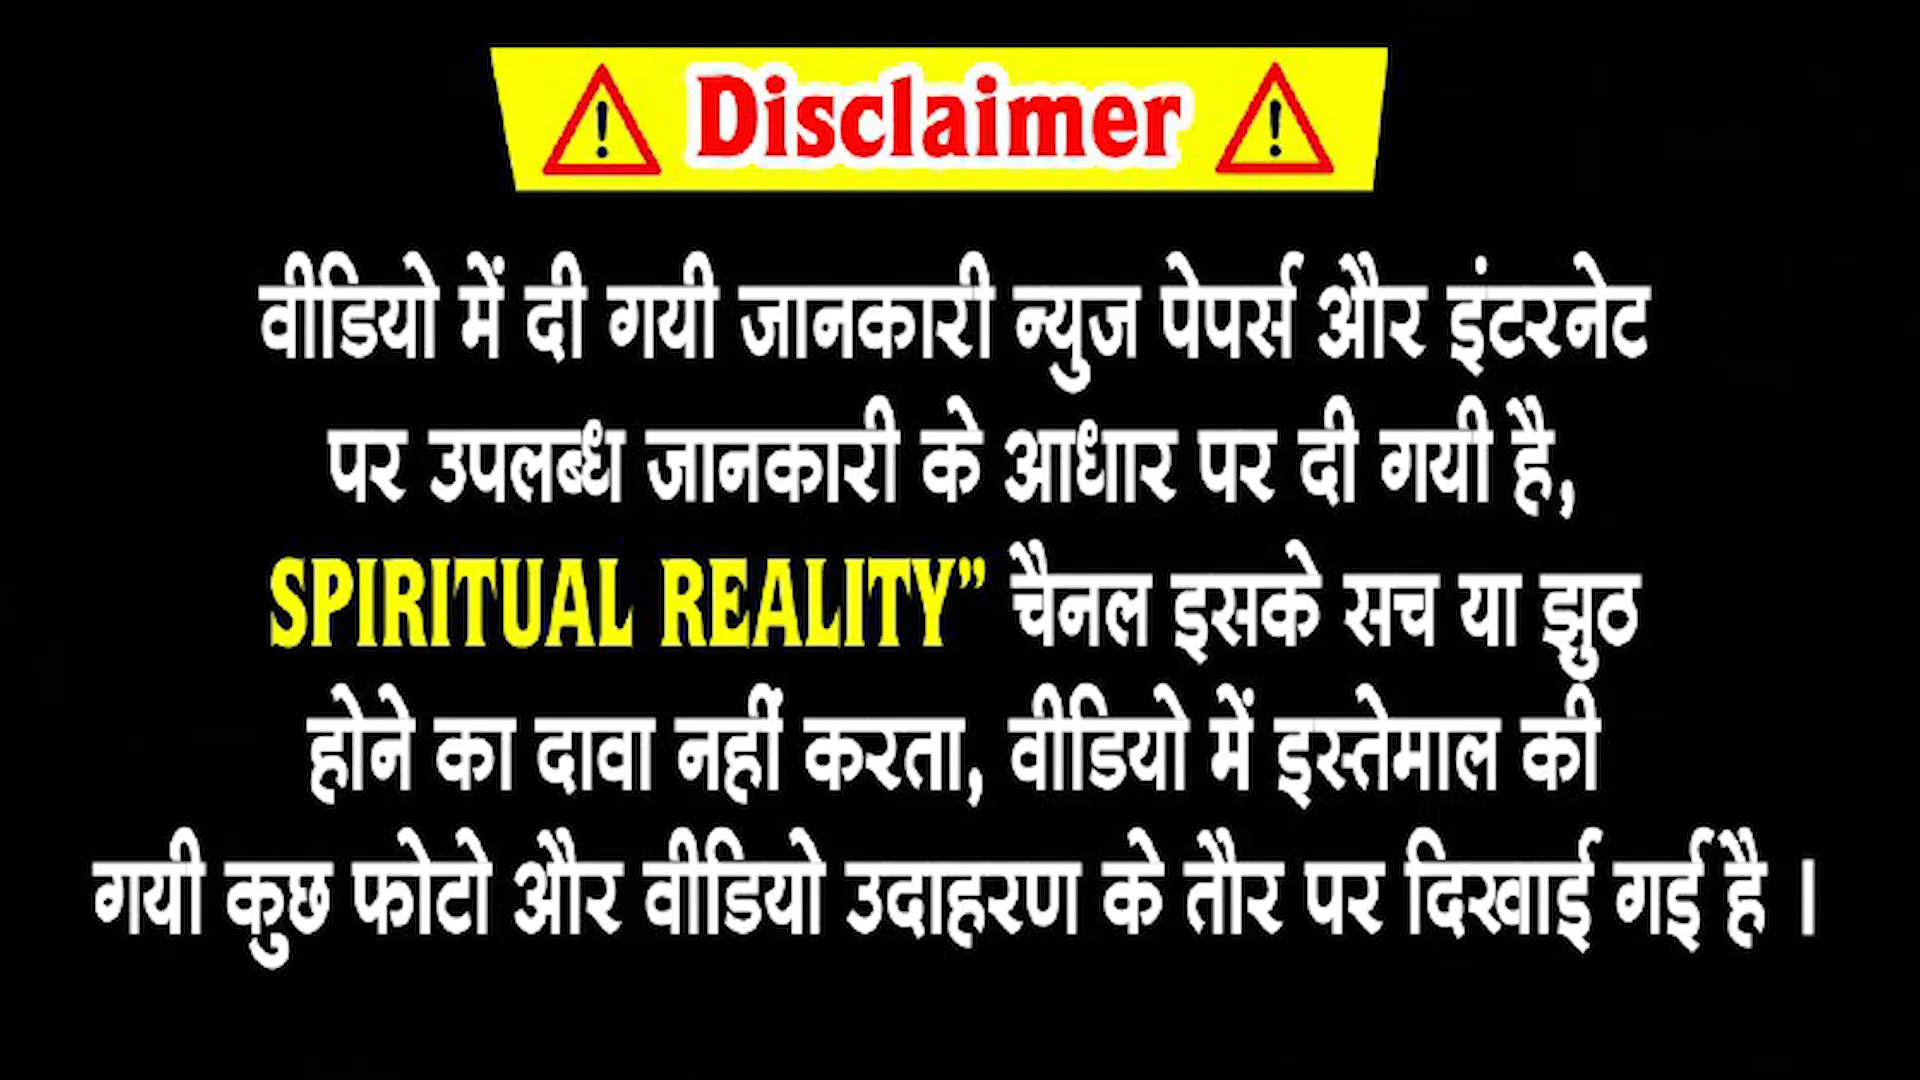 Disclaimer
वीडियो में दी गयी जानकारी न्युज पेपर्स और इंटरनेट
पर उपलब्ध जानकारी के आधार पर दी गयी है,
SPIRITUAL REALITY” चैनल इसके सच या झुठ
होने का दावा नहीं करता, वीडियो में इस्तेमाल की
गयी कुछ फोटो और वीडियो उदाहरण के तौर पर दिखाई गई है ।